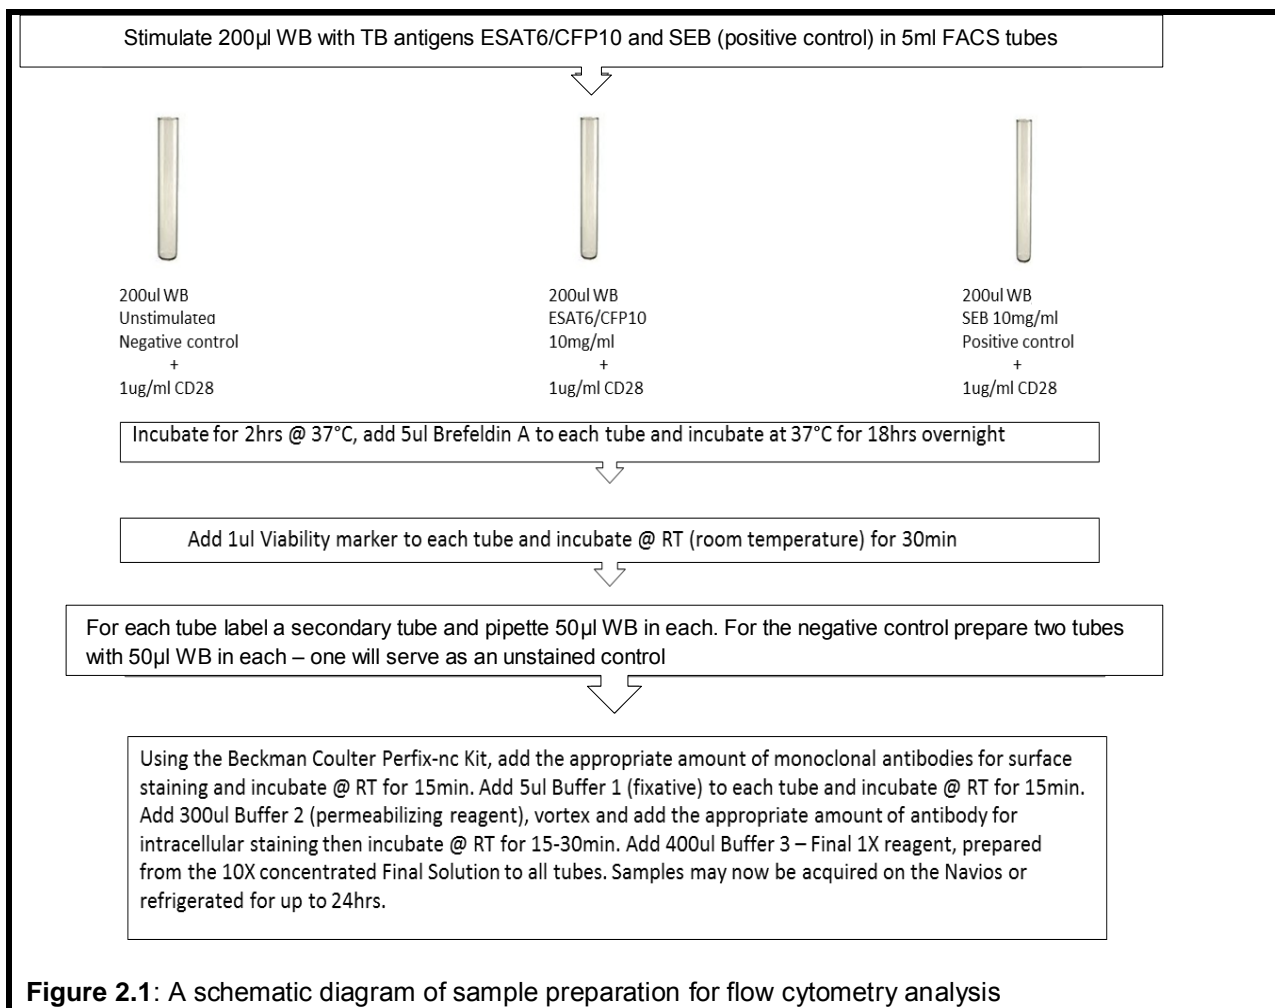 Stimulate 200µl WB with TB antigens ESAT6/CFP10 and SEB (positive control) in 5ml FACS tubes
200ul WB
Unstimulated
Negative control
+
1ug/ml CD28
200ul WB
ESAT6/CFP10
10mg/ml
+
1ug/ml CD28
200ul WB
SEB 10mg/ml
Positive control
+
1ug/ml CD28
Incubate for 2hrs @ 37°C, add 5ul Brefeldin A to each tube and incubate at 37°C for 18hrs overnight
Add 1ul Viability marker to each tube and incubate @ RT (room temperature) for 30min
For each tube label a secondary tube and pipette 50µl WB in each. For the negative control prepare two tubes
with 50µl WB in each – one will serve as an unstained control
Using the Beckman Coulter Perfix-nc Kit, add the appropriate amount of monoclonal antibodies for surface
staining and incubate @ RT for 15min. Add 5ul Buffer 1 (fixative) to each tube and incubate @ RT for 15min.
Add 300ul Buffer 2 (permeabilizing reagent), vortex and add the appropriate amount of antibody for
intracellular staining then incubate @ RT for 15-30min. Add 400ul Buffer 3 – Final 1X reagent, prepared
from the 10X concentrated Final Solution to all tubes. Samples may now be acquired on the Navios or
refrigerated for up to 24hrs.
Figure 2.1: A schematic diagram of sample preparation for flow cytometry analysis